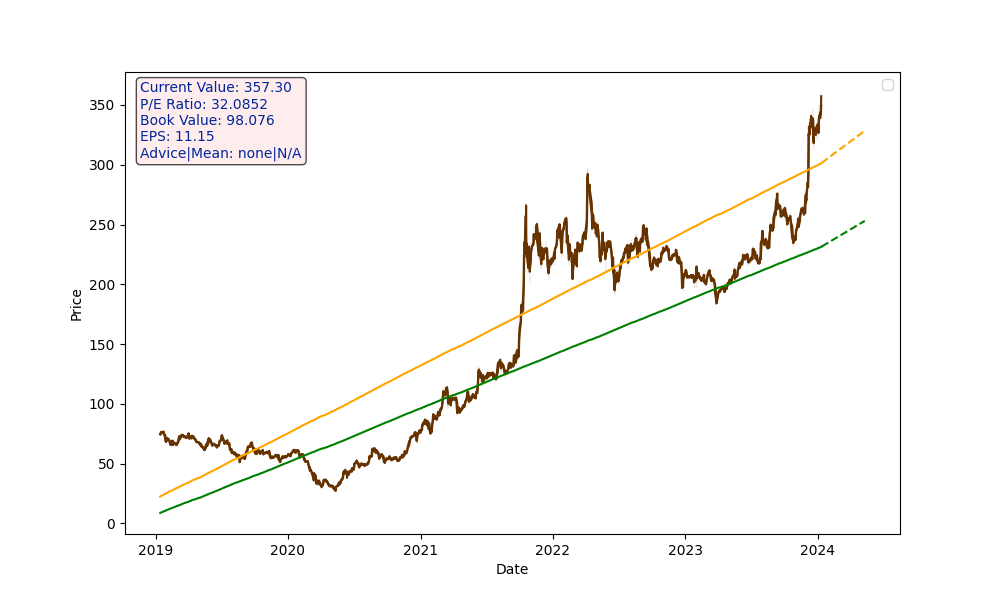 Current Value: 357.30
P/E Ratio: 32.0852
Book Value: 98.076
EPS: 11.15
Advice|Mean: none|N/A
350
300
250
200
150
100
50
0
Price
2019 2020 2021 2022 2023 2024
Date